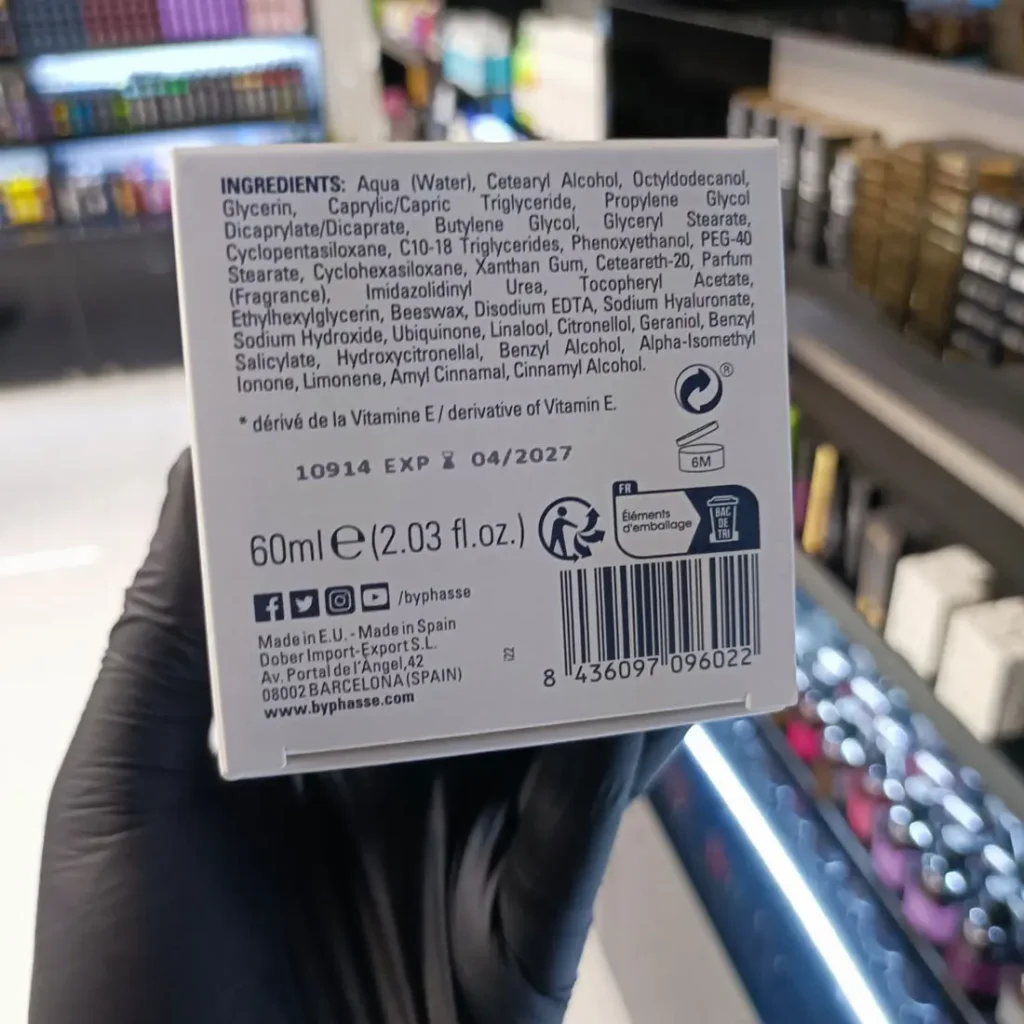 INGREDIENTS: Aqua (Water), Cetearyl Alcohol, Octyldodecanol,
Glycerin, Caprylic/Capric Triglyceride, Propylene Glycol
Dicaprylate/Dicaprate, Butylene Glycol, Glyceryl Stearate,
Cyclopentasiloxane, C10-18 Triglycerides, Phenoxyethanol, PEG-40
Stearate, Cyclohexasiloxane, Xanthan Gum, Ceteareth-20, Parfum
(Fragrance), Imidazolidinyl Urea, Tocopheryl Acetate,
Ethylhexylglycerin, Beeswax, Disodium EDTA, Sodium Hyaluronate,
Sodium Hydroxide, Ubiquinone, Linalool, Citronellol, Geraniol, Benzyl
Salicylate, Hydroxycitronellal, Benzyl Alcohol, Alpha-Isomethyl
Ionone, Limonene, Amyl Cinnamal, Cinnamyl Alcohol.
®
* dérivé de la Vitamine E / derivative of Vitamin E.
6M
10914 EXP 04/2027
FR
Éléments
d'emballage
BAC
DE
TRI
60ml e (2.03 fl.oz.)
/byphasse
Made in E.U. - Made in Spain
Dober Import-Export S.L.
Av. Portal de l'Àngel,42
08002 BARCELONA (SPAIN)
www.byphasse.com
8 436097 096022